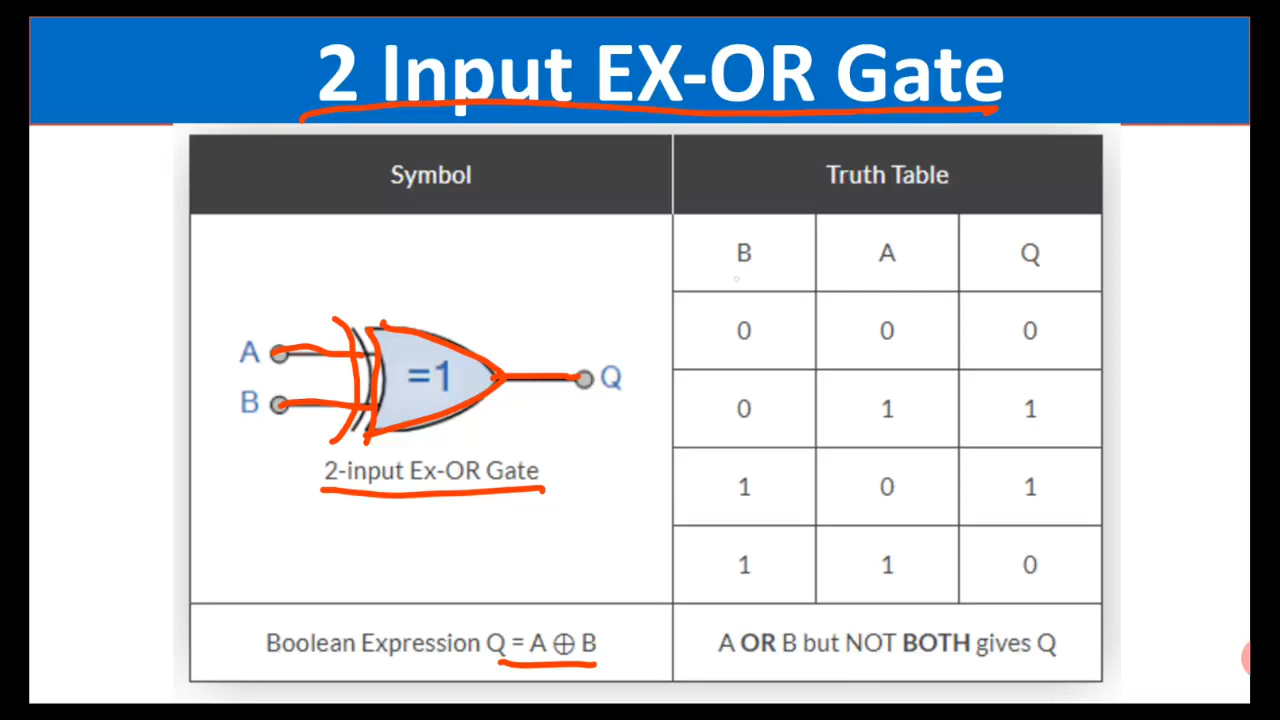 2 Input EX-OR Gate
Symbol
Truth Table
B A Q
0 0 0
0 1 1
1 0 1
1 1 0
A
B
=1
Q
2-input Ex-OR Gate
Boolean Expression Q = A ⊕ B
A OR B but NOT BOTH gives Q